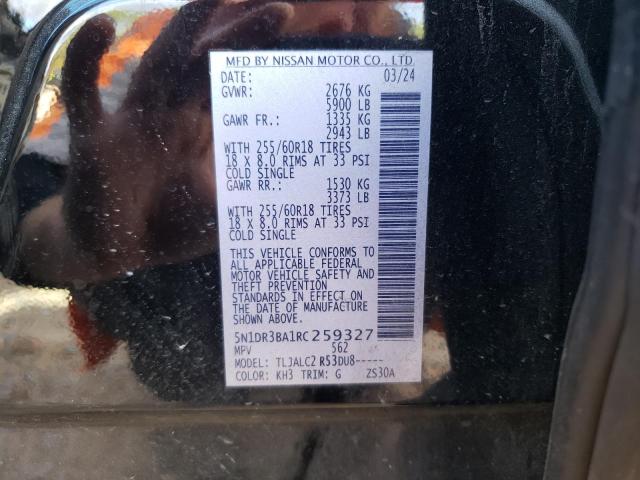 MFD BY NISSAN MOTOR CO., LTD
DATE: 03/24
GVWR: 2676 KG
5900 LB
GAWR FR.: 1335 KG
2943 LB
WITH 255/60R18 TIRES
18 X 8.0 RIMS AT 33 PSI
COLD SINGLE
GAWR RR.: 1530 KG
3373 LB
WITH 255/60R18 TIRES
18 X 8.0 RIMS AT 33 PSI
COLD SINGLE
THIS VEHICLE CONFORMS TO
ALL APPLICABLE FEDERAL
MOTOR VEHICLE SAFETY AND
THEFT PREVENTION
STANDARDS IN EFFECT ON
THE DATE OF MANUFACTURE
SHOWN ABOVE.
5N1DR3BA1RC259327
MPV 562
MODEL: TLJALC2 R53DU8-----
COLOR: KH3 TRIM: G ZS30A